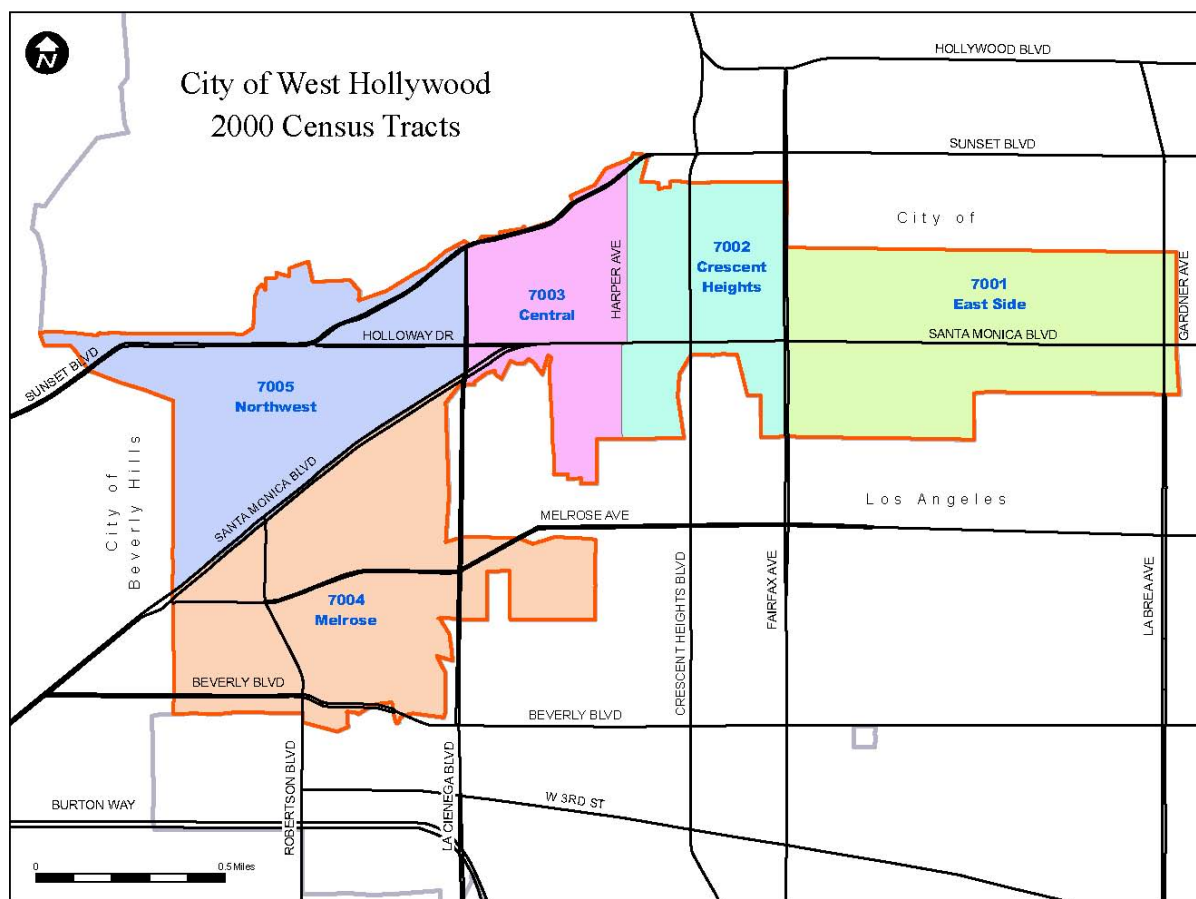 N
City of West Hollywood
2000 Census Tracts
HOLLYWOOD BLVD
SUNSET BLVD
City of
7002
Crescent
Heights
7001
East Side
7003
Central
HARPER AVE
GARDNER AVE
HOLLOWAY DR
SANTA MONICA BLVD
SUNSET BLVD
7005
Northwest
City of
Beverly Hills
SANTA MONICA BLVD
Los Angeles
MELROSE AVE
7004
Melrose
CRESCENT HEIGHTS BLVD
FAIRFAX AVE
LA BREA AVE
BEVERLY BLVD
BEVERLY BLVD
ROBERTSON BLVD
LA CIENEGA BLVD
BURTON WAY
W 3RD ST
0
0.5 Miles